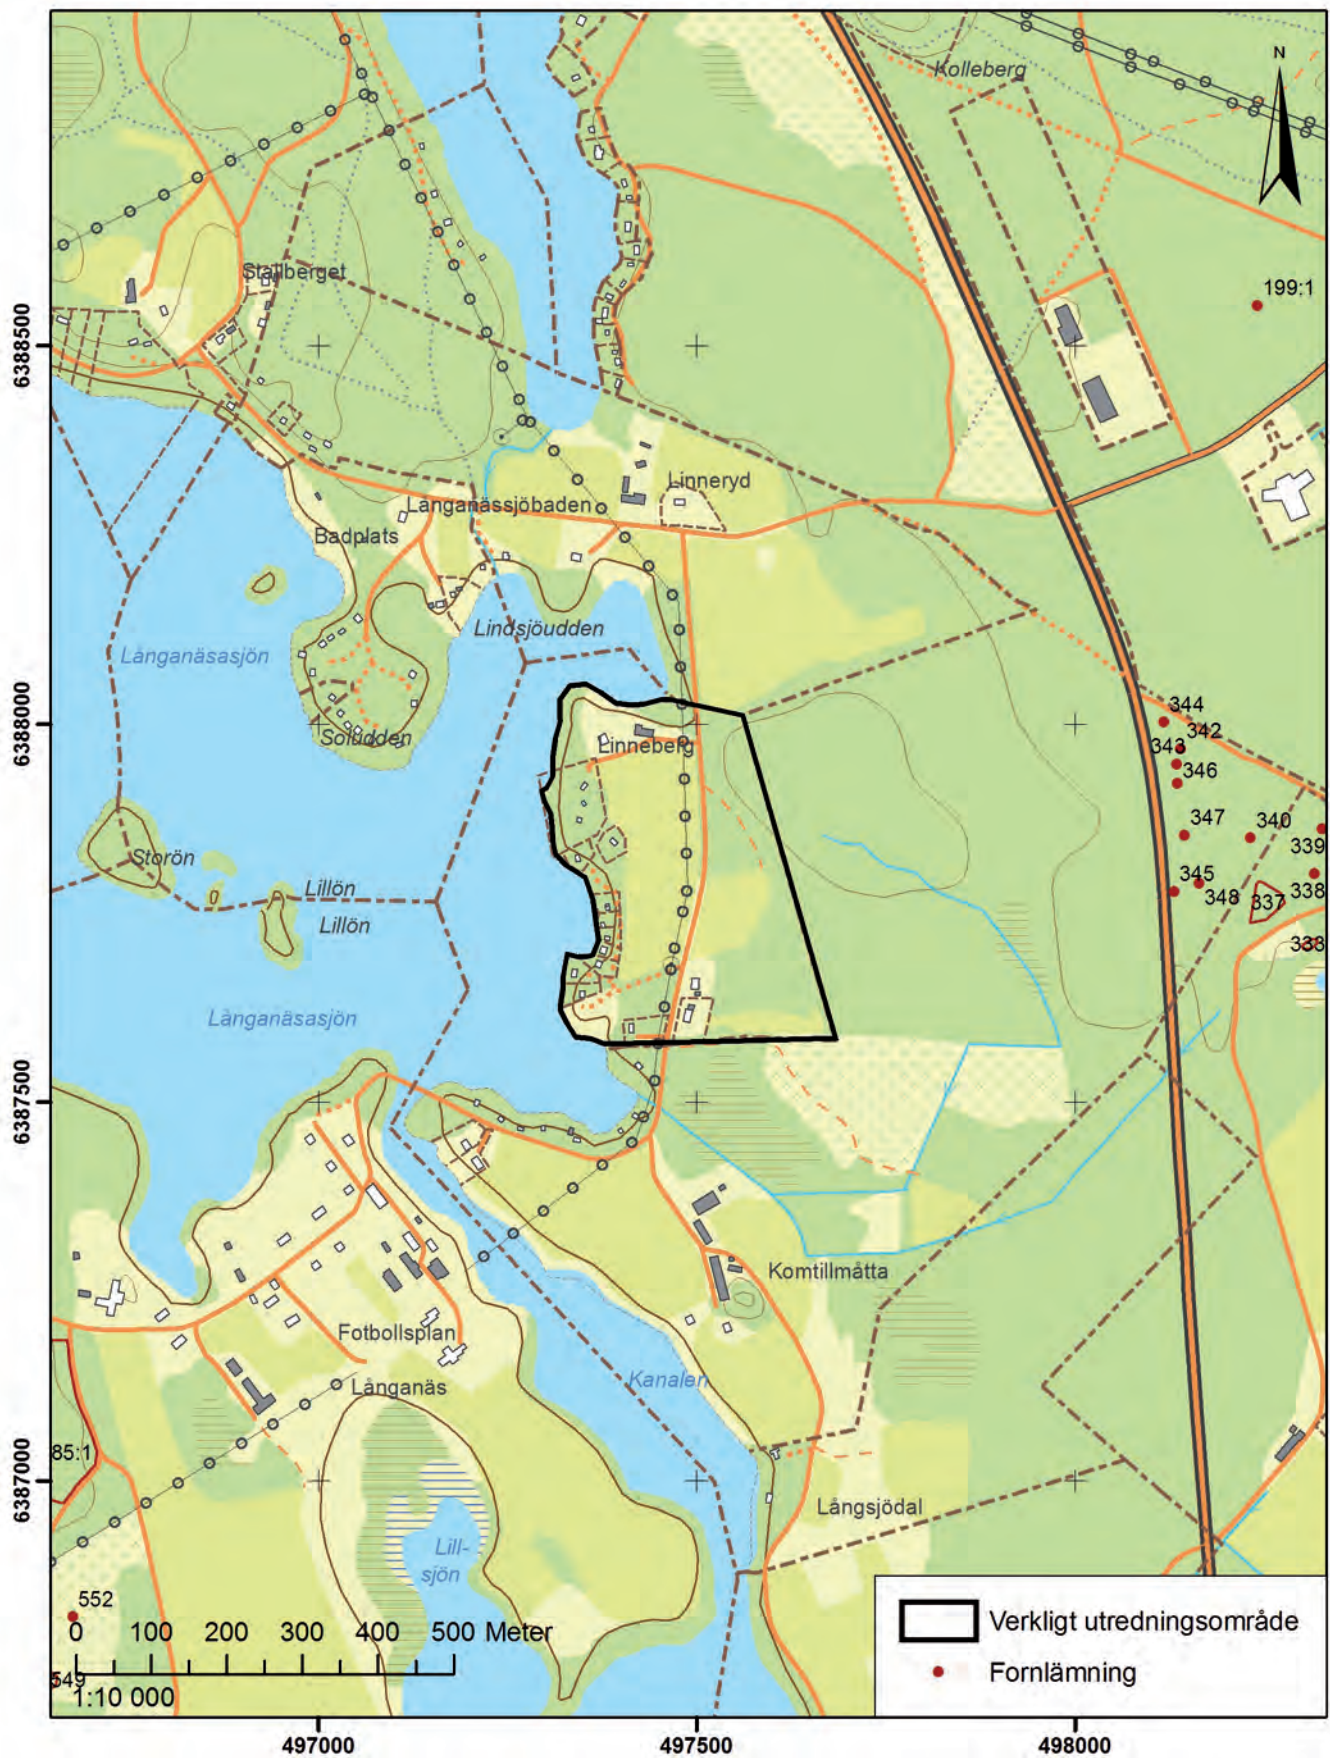 Kolleberg
N
199:1
Stallberget
6388500
Linneryd
Långanässjöbaden
Badplats
Lindsjöudden
Långanäsasjön
344
342
343
346
6388000
Soludden
Linneberg
347
340
339
Storön
345
348
338
337
Lillön
Lillön
333
Långanäsasjön
6387500
Komtillmåtta
Fotbollsplan
Långanäs
Kanalen
85:1
6387000
Långsjödal
Lill-
sjön
552
0 100 200 300 400 500 Meter
549
1:10 000
Verkligt utredningsområde
Fornlämning
497000 497500 498000